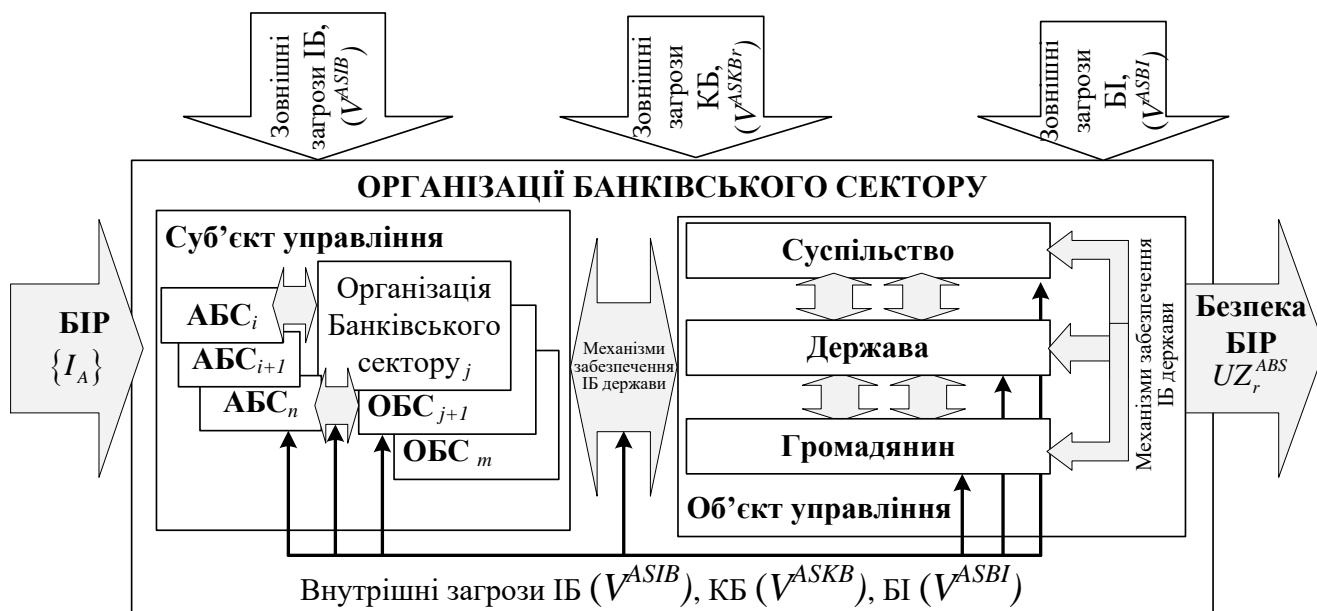 Зовнішні
загрози ІБ,
(V^ASIB)
Зовнішні
загрози
КБ,
(V^ASKBr)
Зовнішні
загрози
БІ,
(V^ASBI)
ОРГАНІЗАЦІЇ БАНКІВСЬКОГО СЕКТОРУ
БІР
{I_A}
Суб’єкт управління
АБС_i
АБС_i+1
АБС_n
Організація
Банківського
сектору_j
ОБС_j+1
ОБС_m
Механізми
забезпечення
ІБ держави
Суспільство
Держава
Громадянин
Об’єкт управління
Механізми забезпечення
ІБ держави
Безпека
БІР
UZ_r^ABS
Внутрішні загрози ІБ (V^ASIB), КБ (V^ASKB), БІ (V^ASBI)